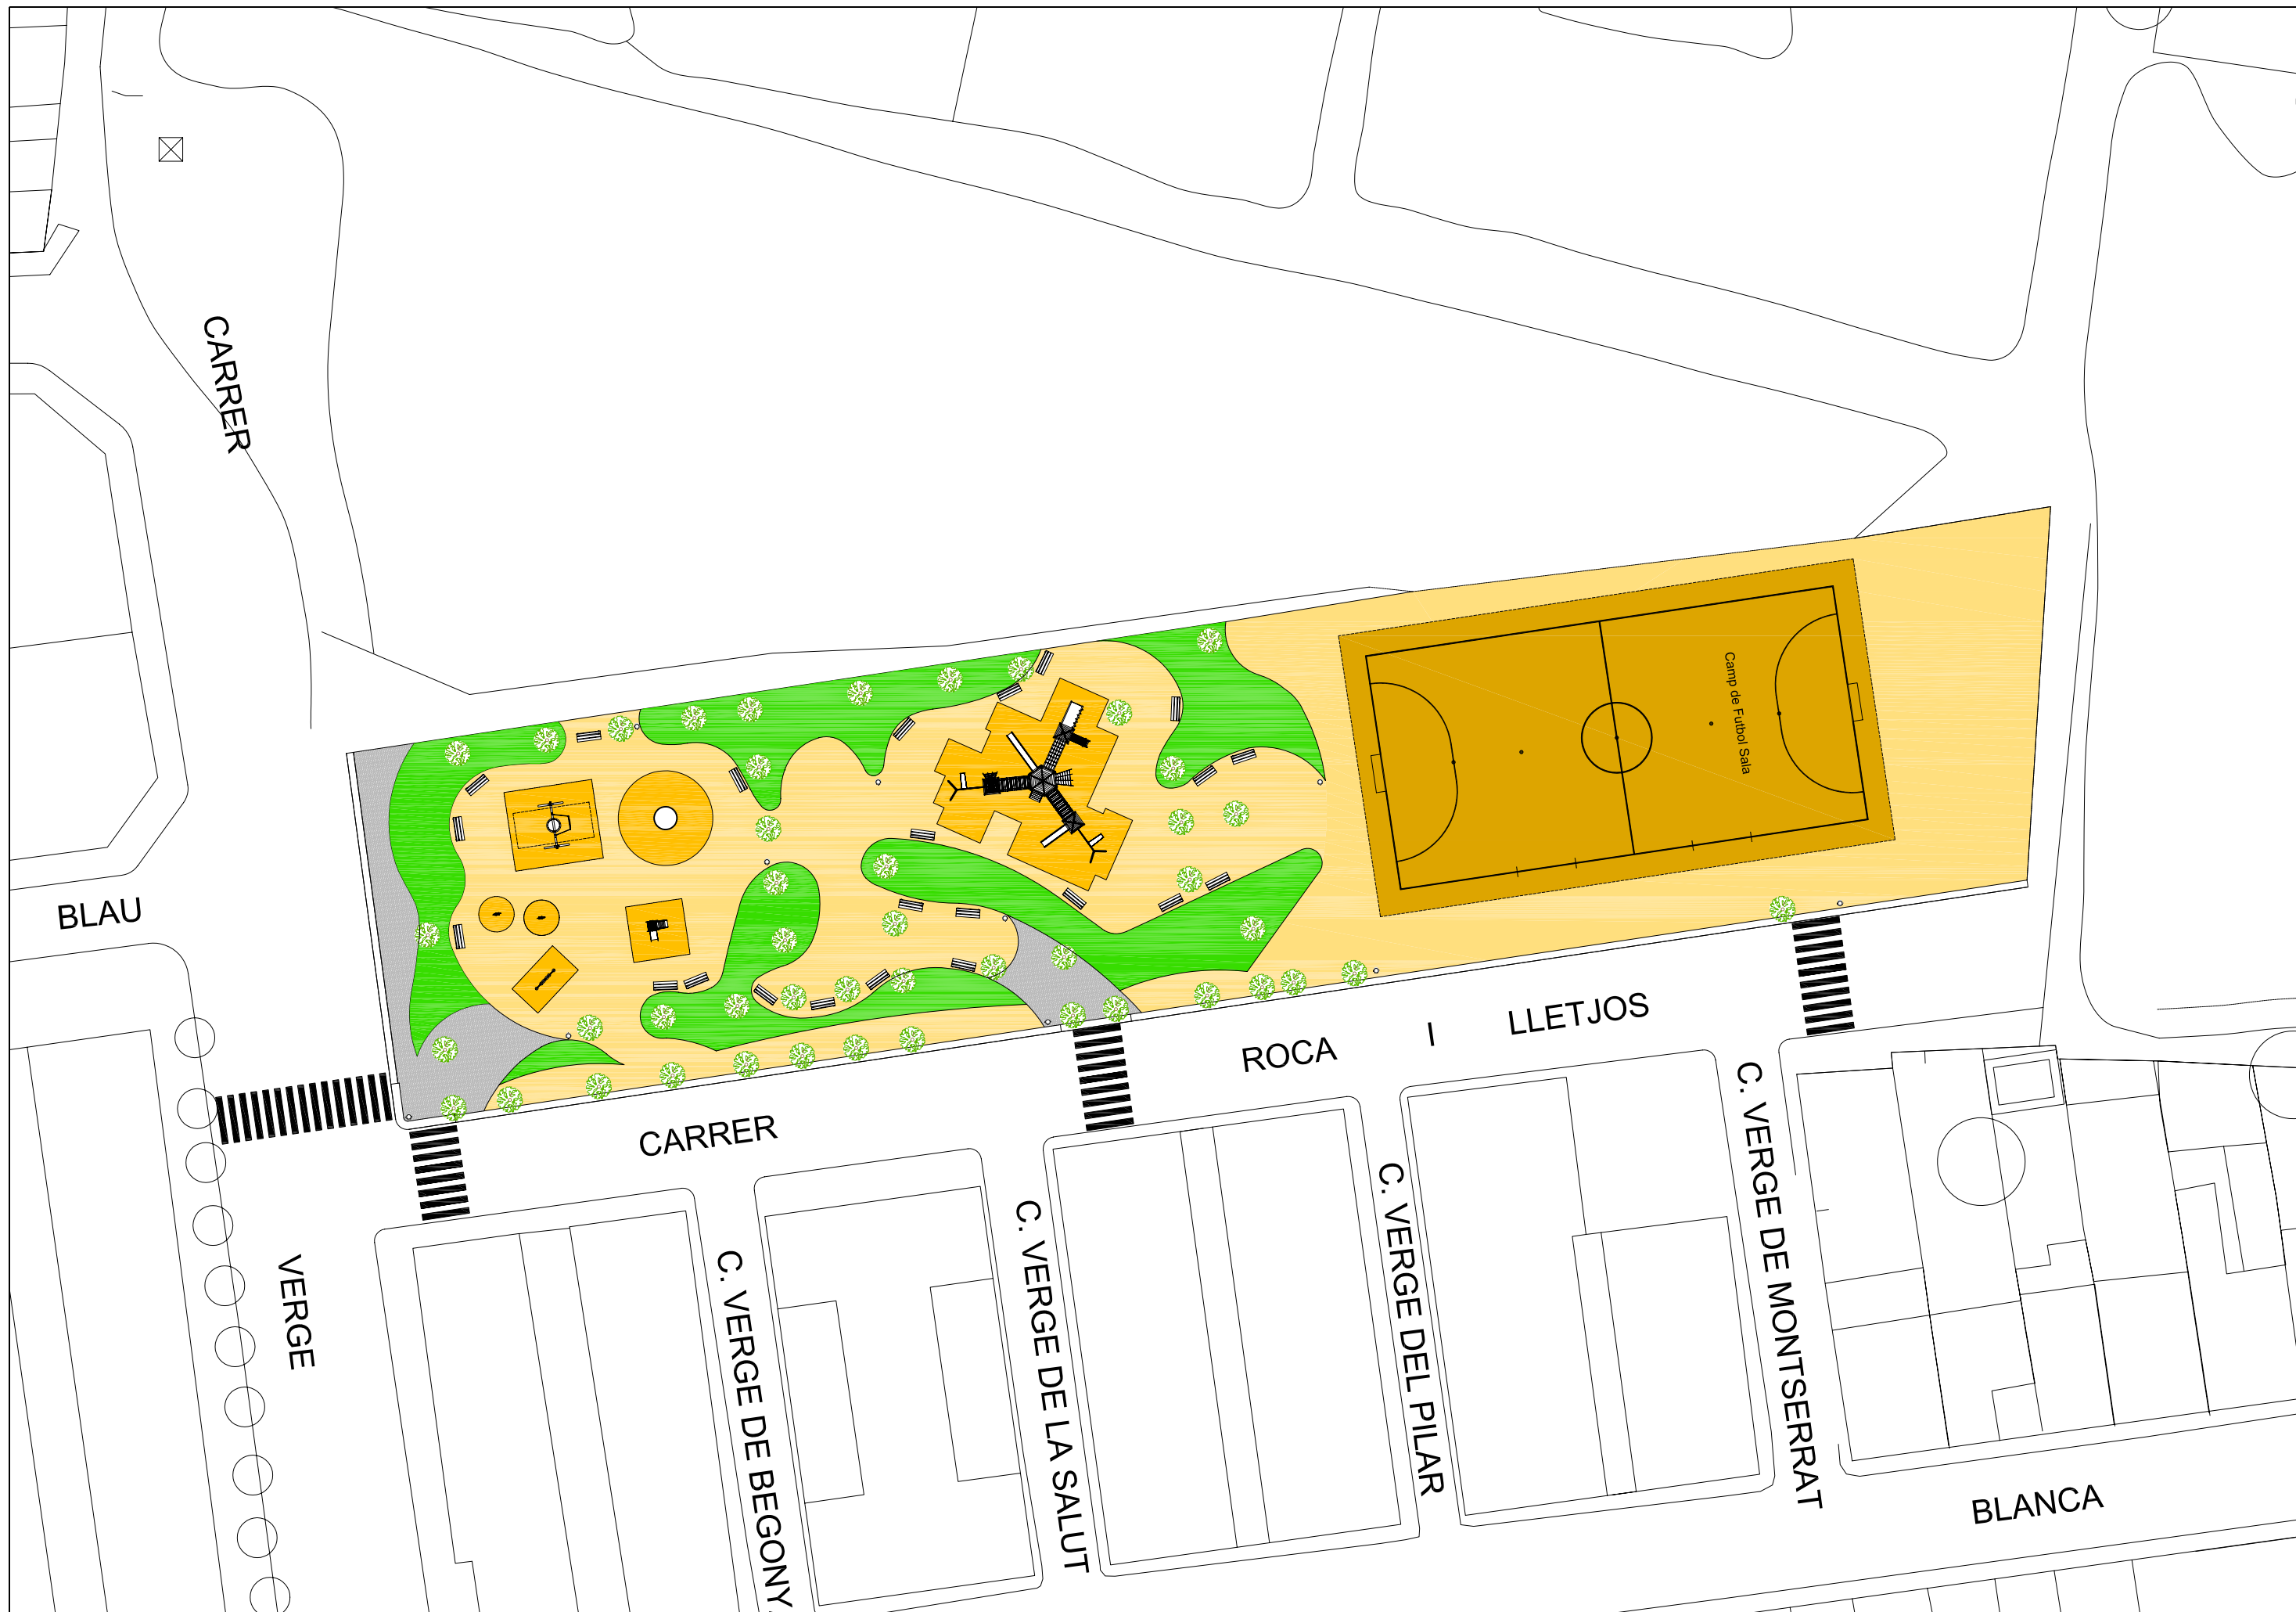 CARRER
Camp de Futbol Sala
BLAU
ROCA I LLETJOS
CARRER
VERGE
C. VERGE DE BEGONY
C. VERGE DE LA SALUT
C. VERGE DEL PILAR
C. VERGE DE MONTSERRAT
BLANCA